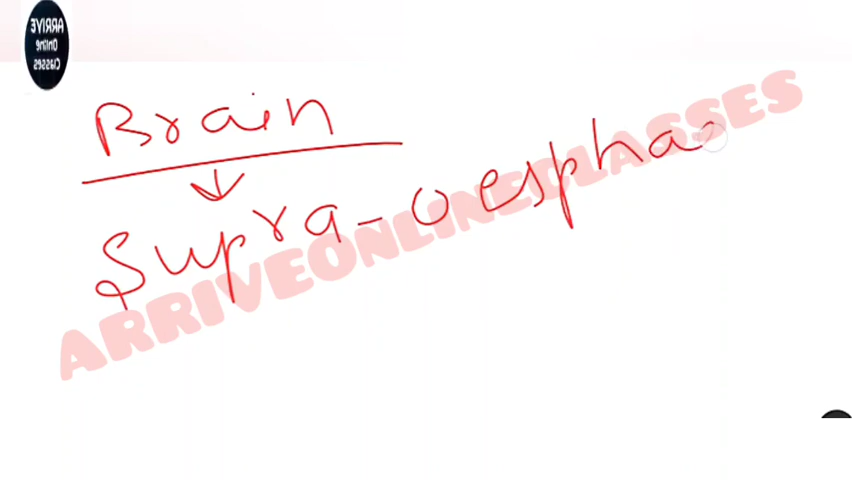 ARRIVE
Online
Classes
Brain
Supra-oespha
ARRIVEONLINECLASSES